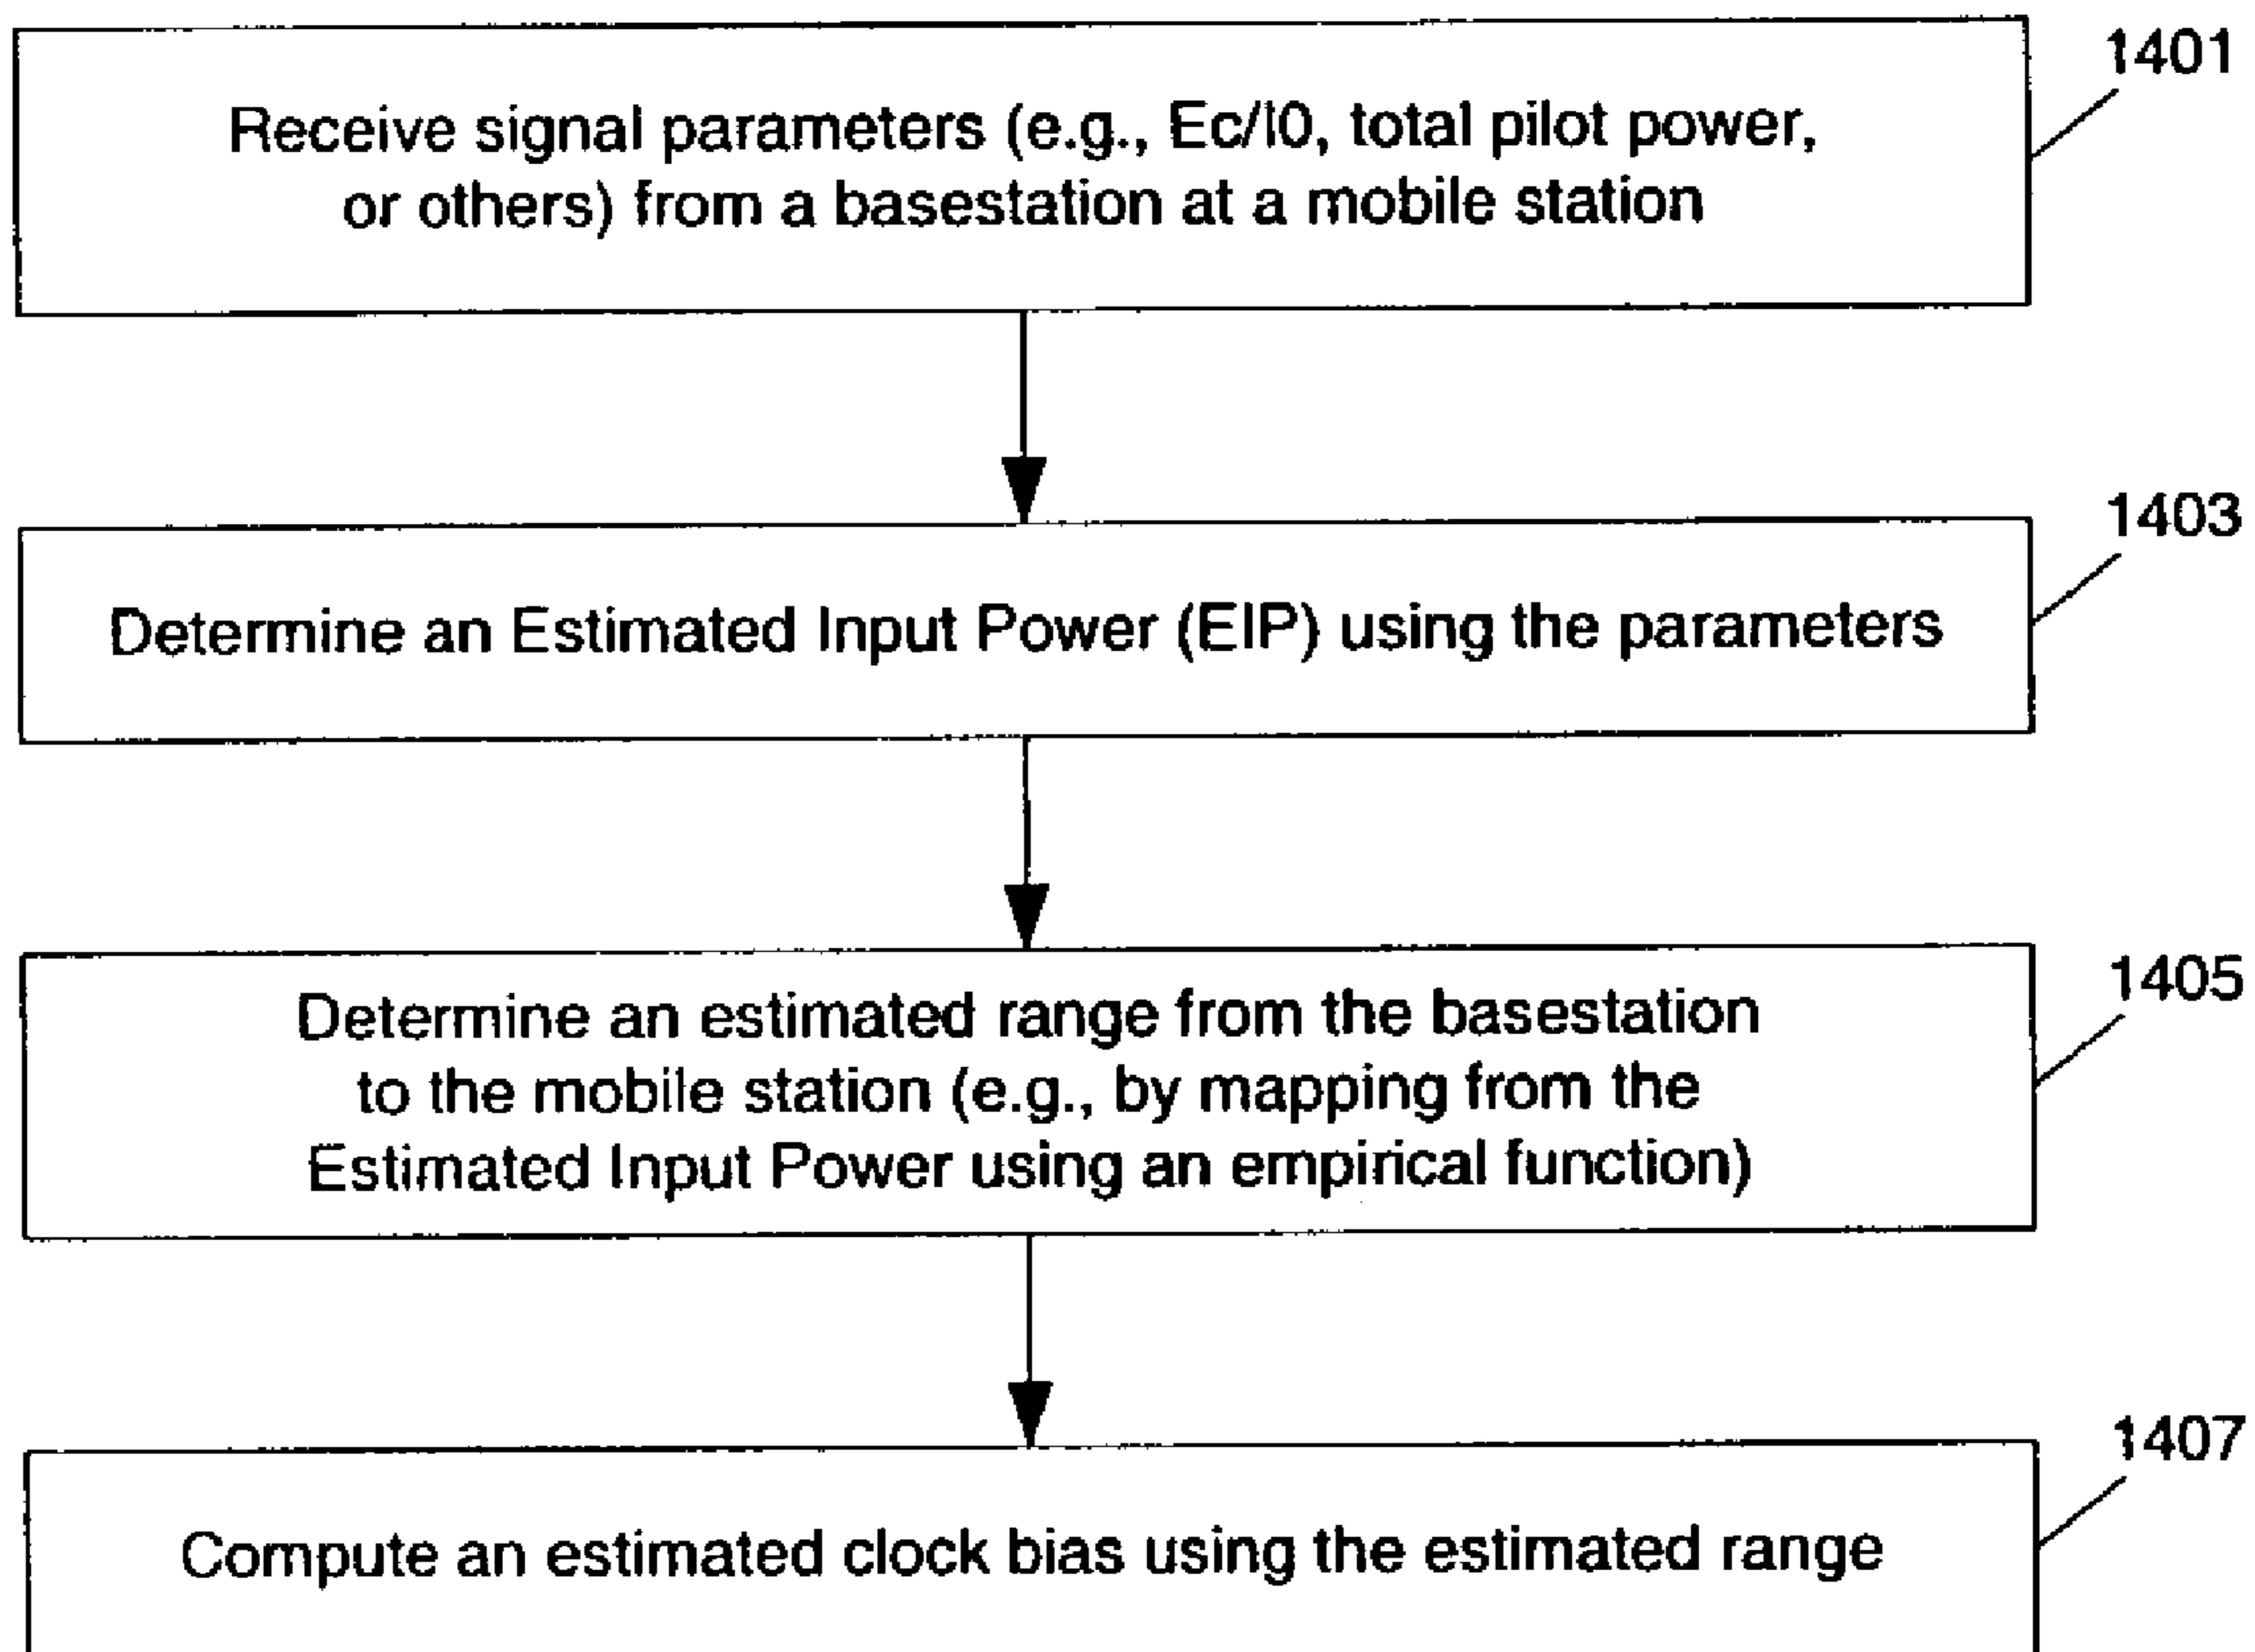 1401
Receive signal parameters (e.g., Ec/I0, total pilot power,
or others) from a basestation at a mobile station
1403
Determine an Estimated Input Power (EIP) using the parameters
1405
Determine an estimated range from the basestation
to the mobile station (e.g., by mapping from the
Estimated Input Power using an empirical function)
1407
Compute an estimated clock bias using the estimated range